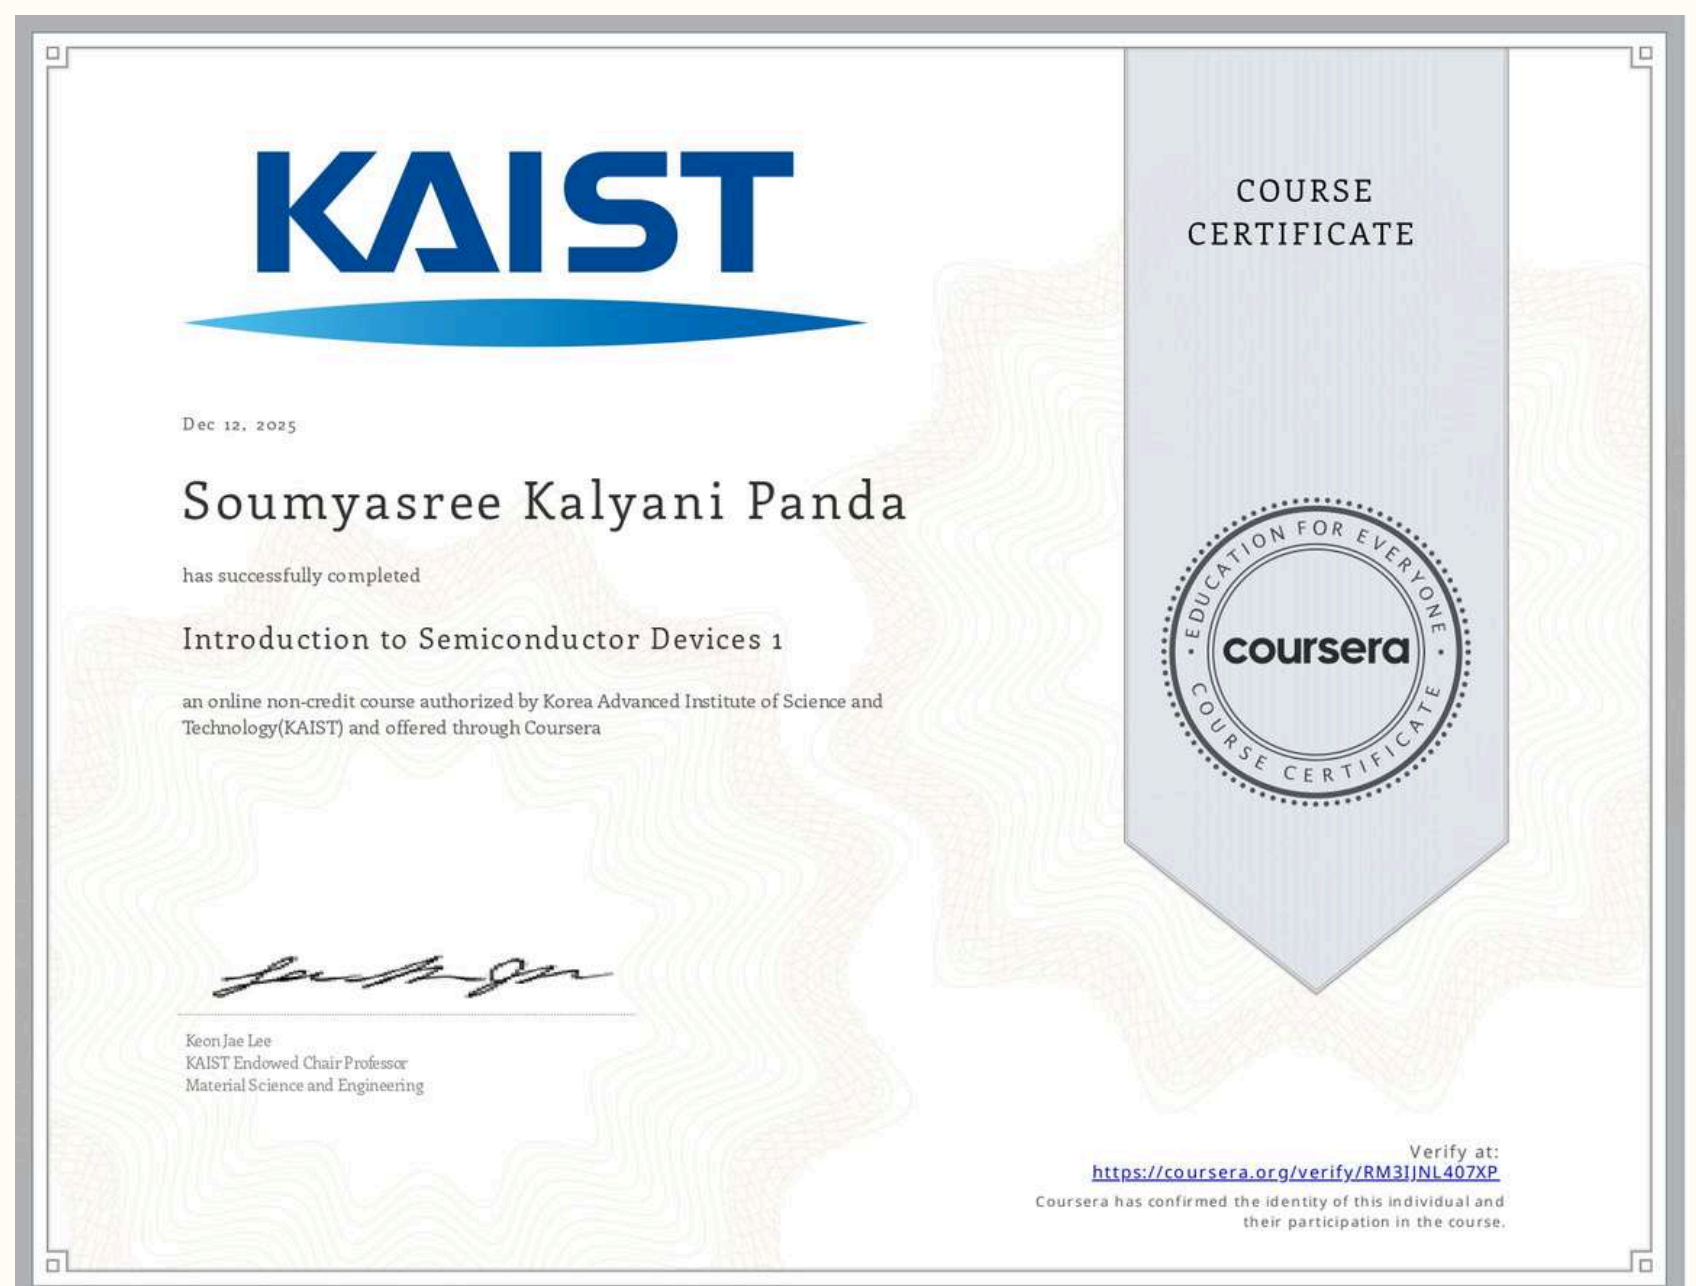 KAIST
COURSE
CERTIFICATE
Dec 12, 2025
Soumyasree Kalyani Panda
has successfully completed
Introduction to Semiconductor Devices 1
an online non-credit course authorized by Korea Advanced Institute of Science and
Technology(KAIST) and offered through Coursera
EDUCATION FOR EVERYONE
coursera
COURSE CERTIFICATE
Keon Jae Lee
KAIST Endowed Chair Professor
Material Science and Engineering
Verify at:
https://coursera.org/verify/RM3IJNL407XP
Coursera has confirmed the identity of this individual and
their participation in the course.